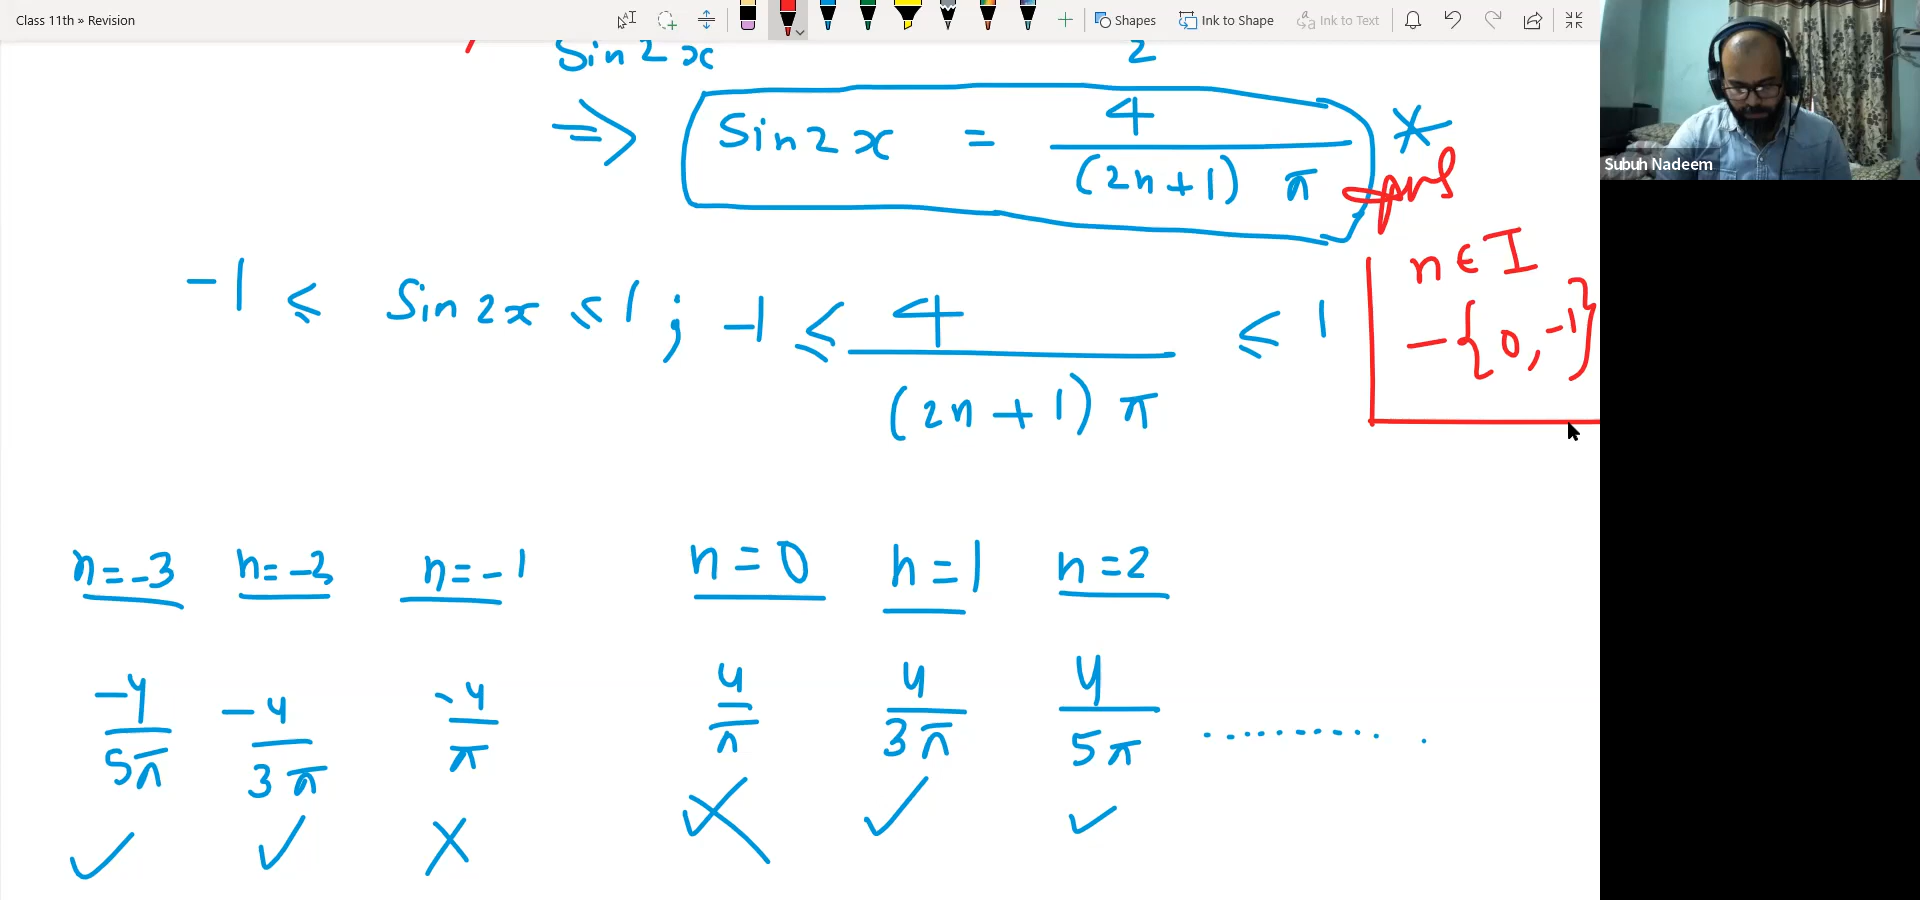 Class 11th » Revision
Shapes
Ink to Shape
Ink to Text
Sin 2x 2
⇒ Sin 2x = 4 / (2n+1) π *
n ∈ I
- {0, -1}
-1 ≤ Sin 2x ≤ 1 ; -1 ≤ 4 / (2n+1) π ≤ 1
n = -3 n = -2 n = -1 n = 0 n = 1 n = 2
-4/5π -4/3π -4/π 4/π 4/3π 4/5π ..............
✓ ✓ X X ✓ ✓
Subuh Nadeem